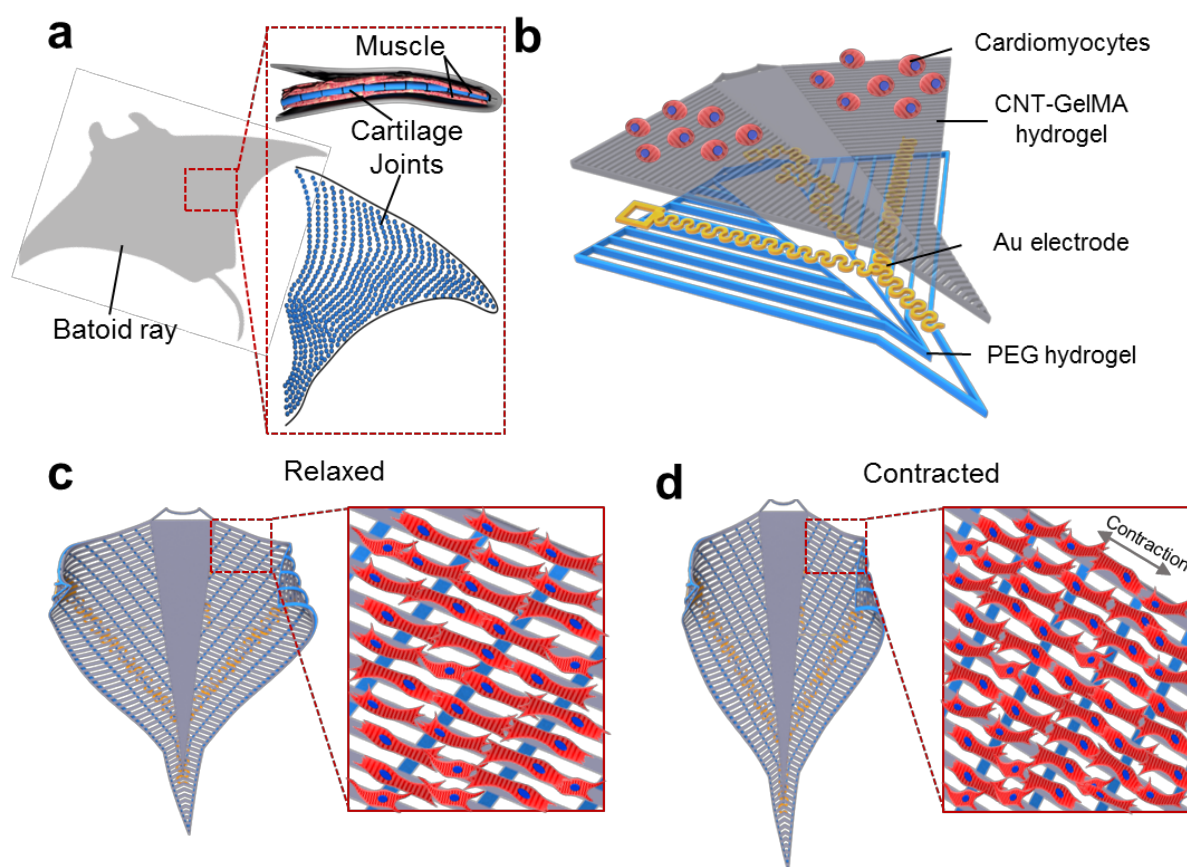 a
Muscle
Cartilage
Joints
Batoid ray
b
Cardiomyocytes
CNT-GelMA
hydrogel
Au electrode
PEG hydrogel
c
Relaxed
d
Contracted
Contraction